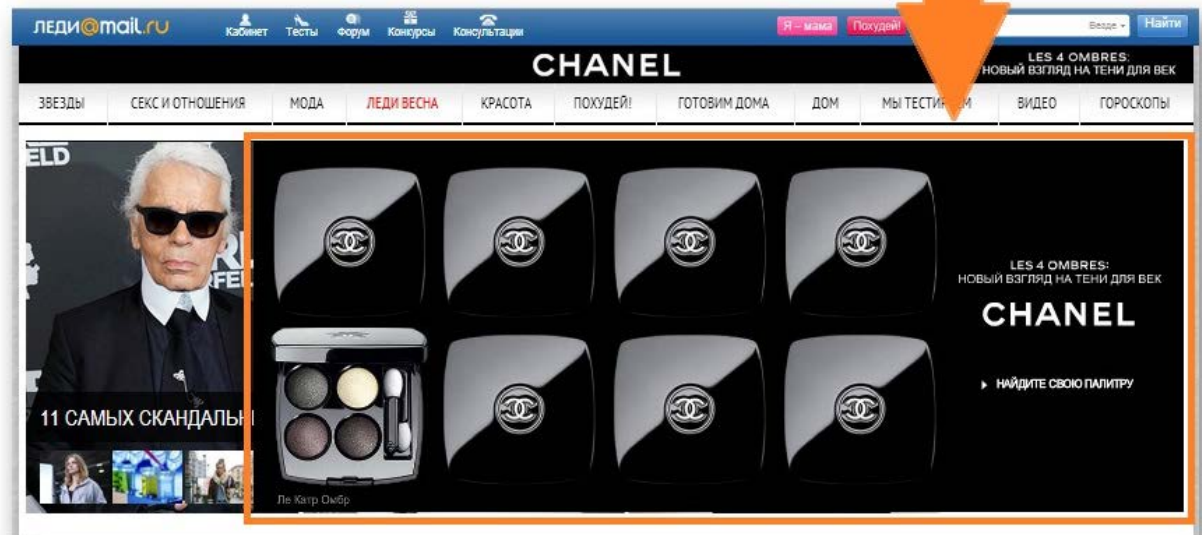 ЛЕДИ@mail.ru
Кабинет Тесты Форум Конкурсы Консультации
Я – мама Похудей! Везде Найти
CHANEL
LES 4 OMBRES:
НОВЫЙ ВЗГЛЯД НА ТЕНИ ДЛЯ ВЕК
ЗВЕЗДЫ СЕКС И ОТНОШЕНИЯ МОДА ЛЕДИ ВЕСНА КРАСОТА ПОХУДЕЙ! ГОТОВИМ ДОМА ДОМ МЫ ВИДЕО ГОРОСКОПЫ
ELD
11 САМЫХ
LES 4 OMBRES:
НОВЫЙ ВЗГЛЯД НА ТЕНИ ДЛЯ ВЕК
CHANEL
НАЙДИТЕ СВОЮ ПАЛИТРУ
Ле Катр Омбр